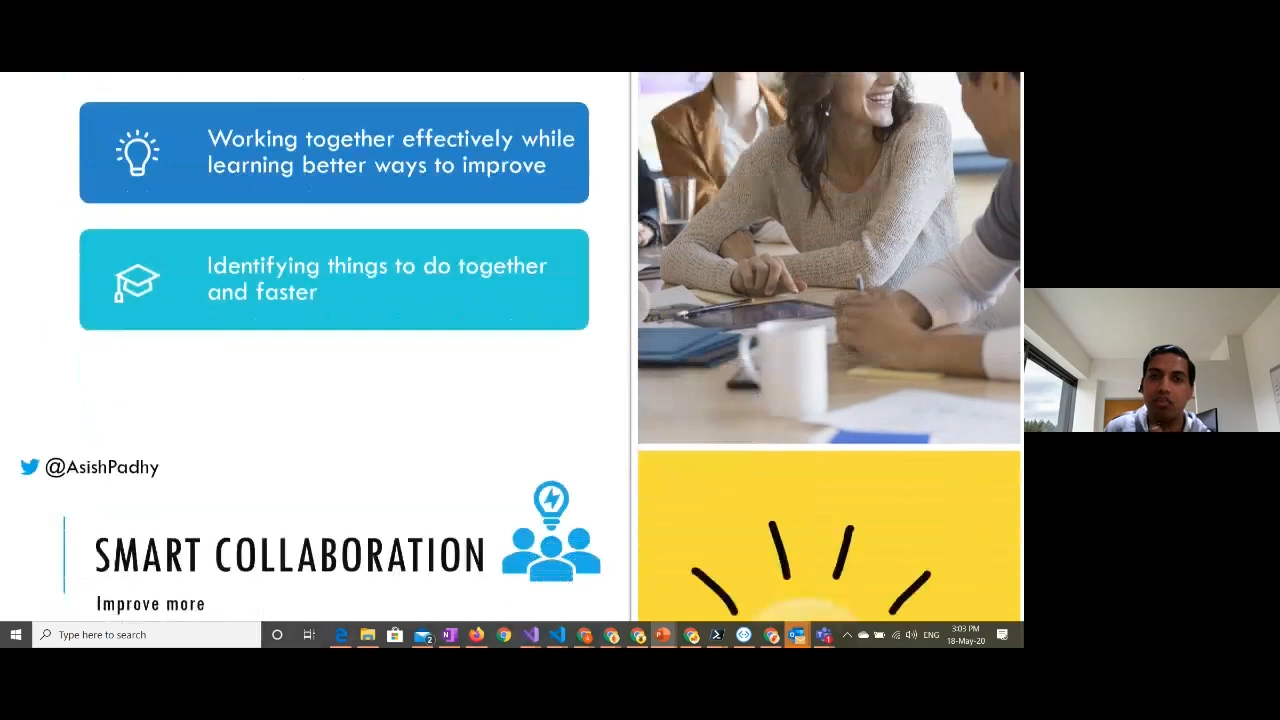 Working together effectively while
learning better ways to improve
Identifying things to do together
and faster
@AsishPadhy
SMART COLLABORATION
Improve more
Type here to search
ENG
3:03 PM
18-May-20